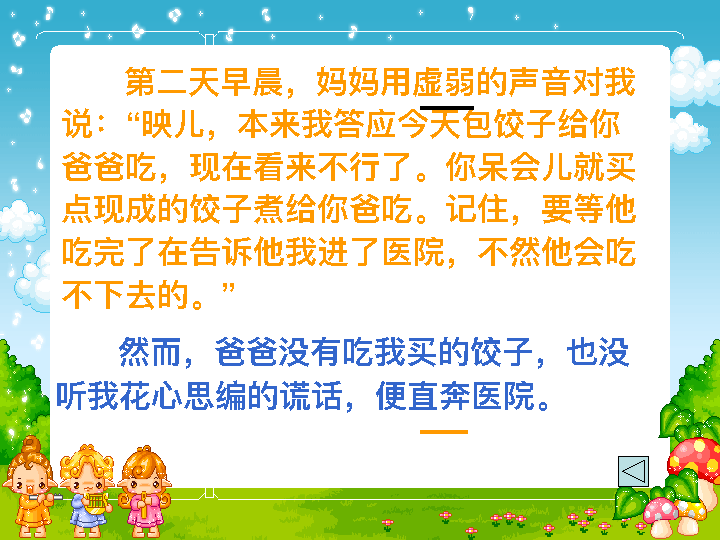 第二天早晨，妈妈用虚弱的声音对我
说：“映儿，本来我答应今天包饺子给你
爸爸吃，现在看来不行了。你呆会儿就买
点现成的饺子煮给你爸吃。记住，要等他
吃完了在告诉他我进了医院，不然他会吃
不下去的。”
然而，爸爸没有吃我买的饺子，也没
听我花心思编的谎话，便直奔医院。